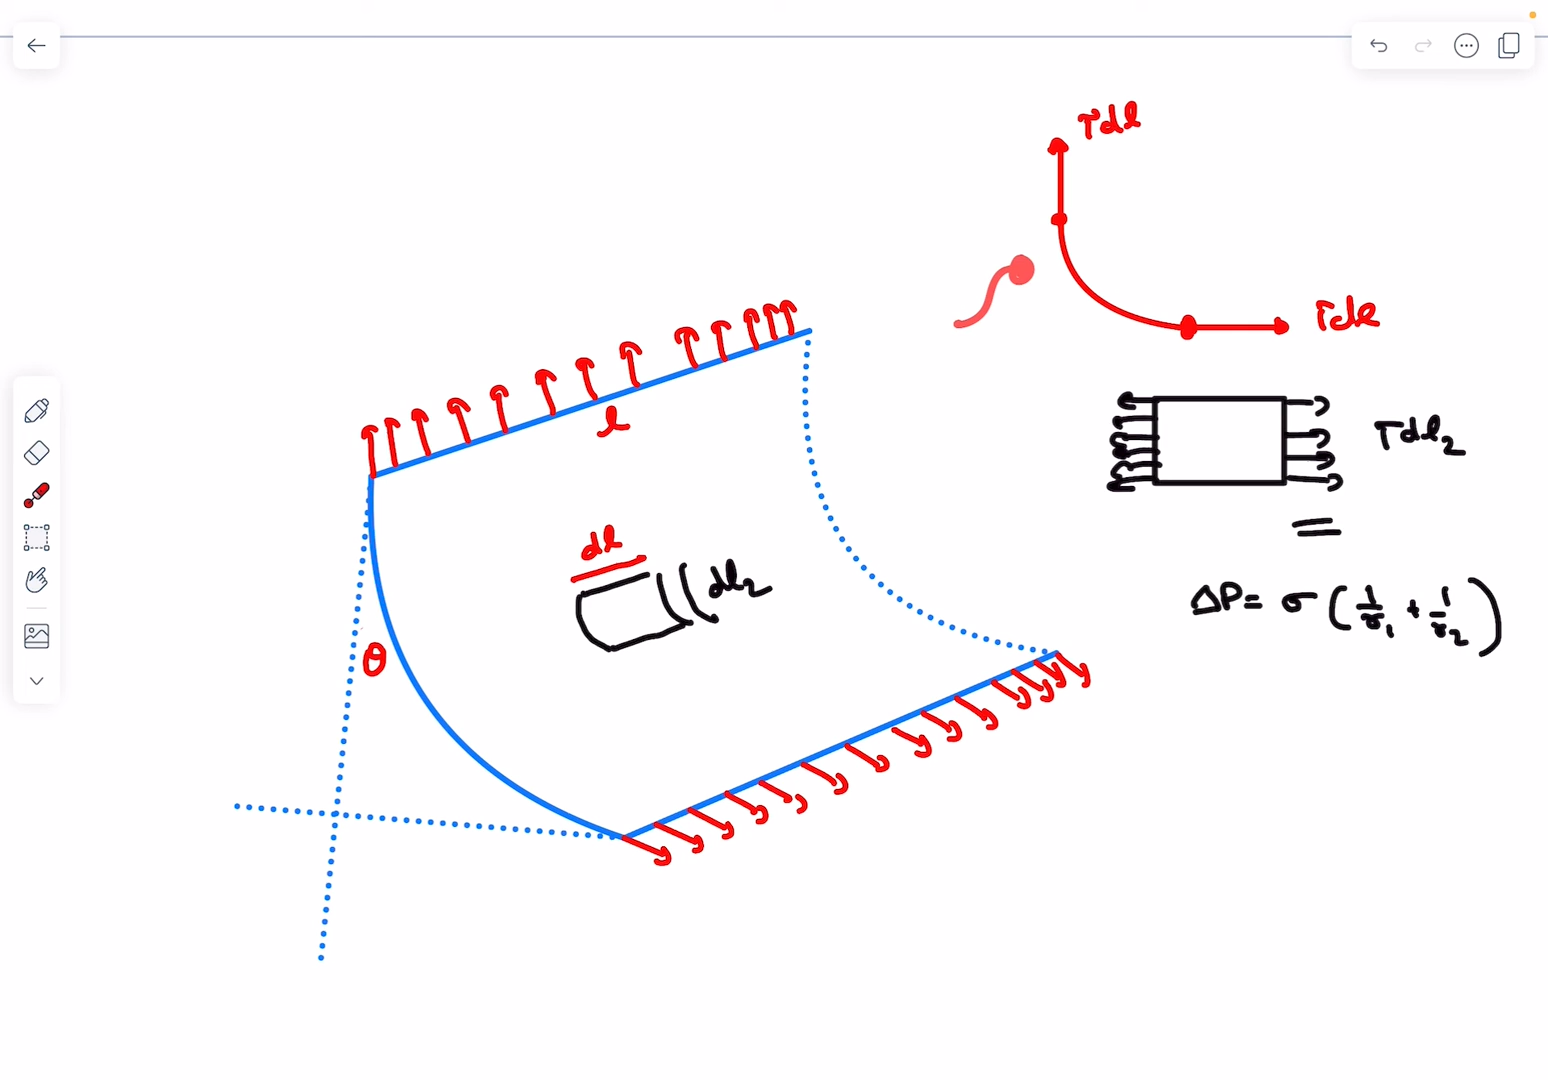 Tdl
Tdl
l
Tdl₂
dl
dl₂
ΔP = σ ( 1/r₁ + 1/r₂ )
θ